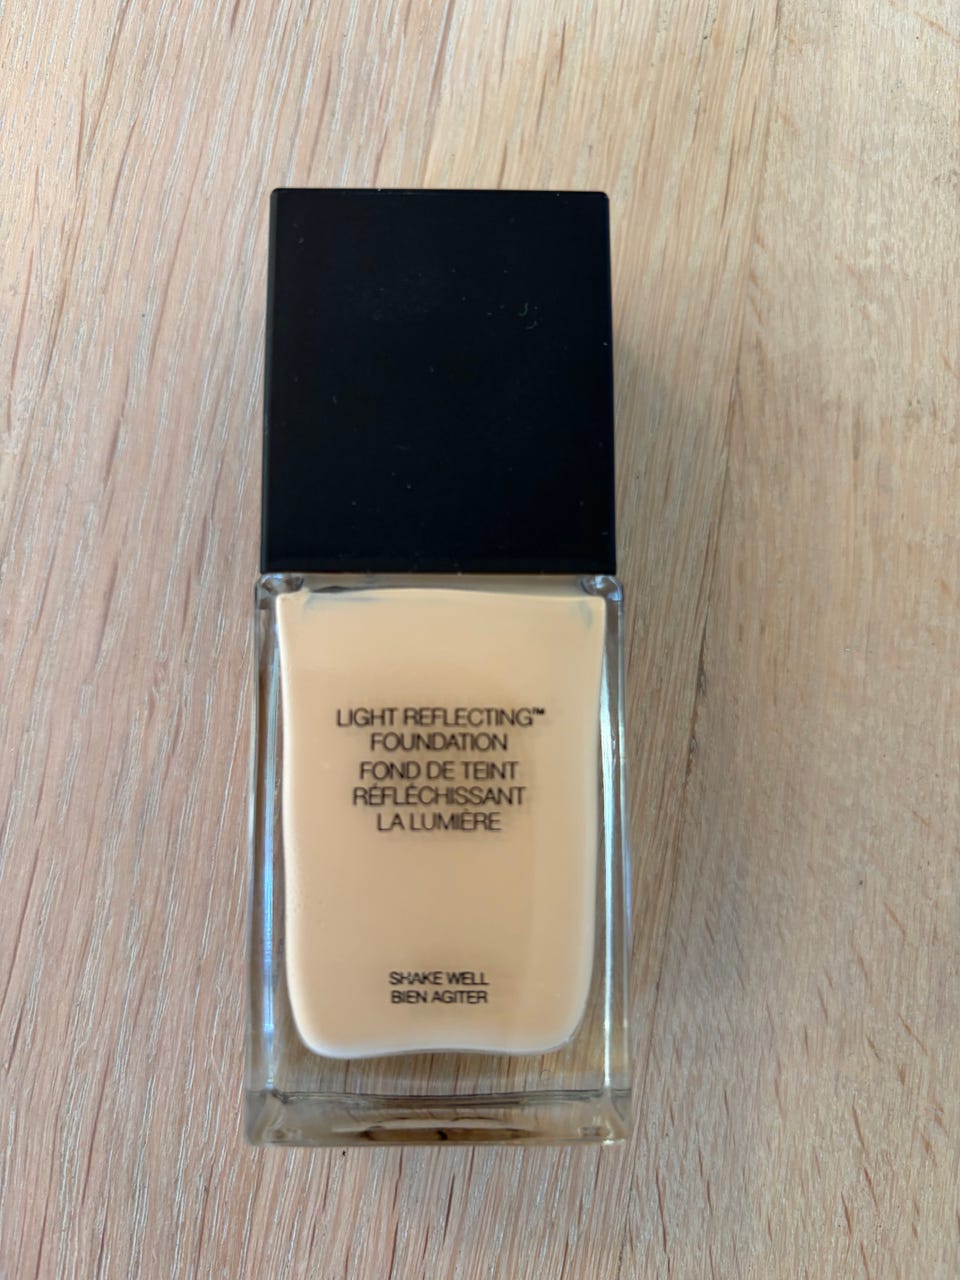 LIGHT REFLECTING™
FOUNDATION
FOND DE TEINT
RÉFLÉCHISSANT
LA LUMIÈRE
SHAKE WELL
BIEN AGITER